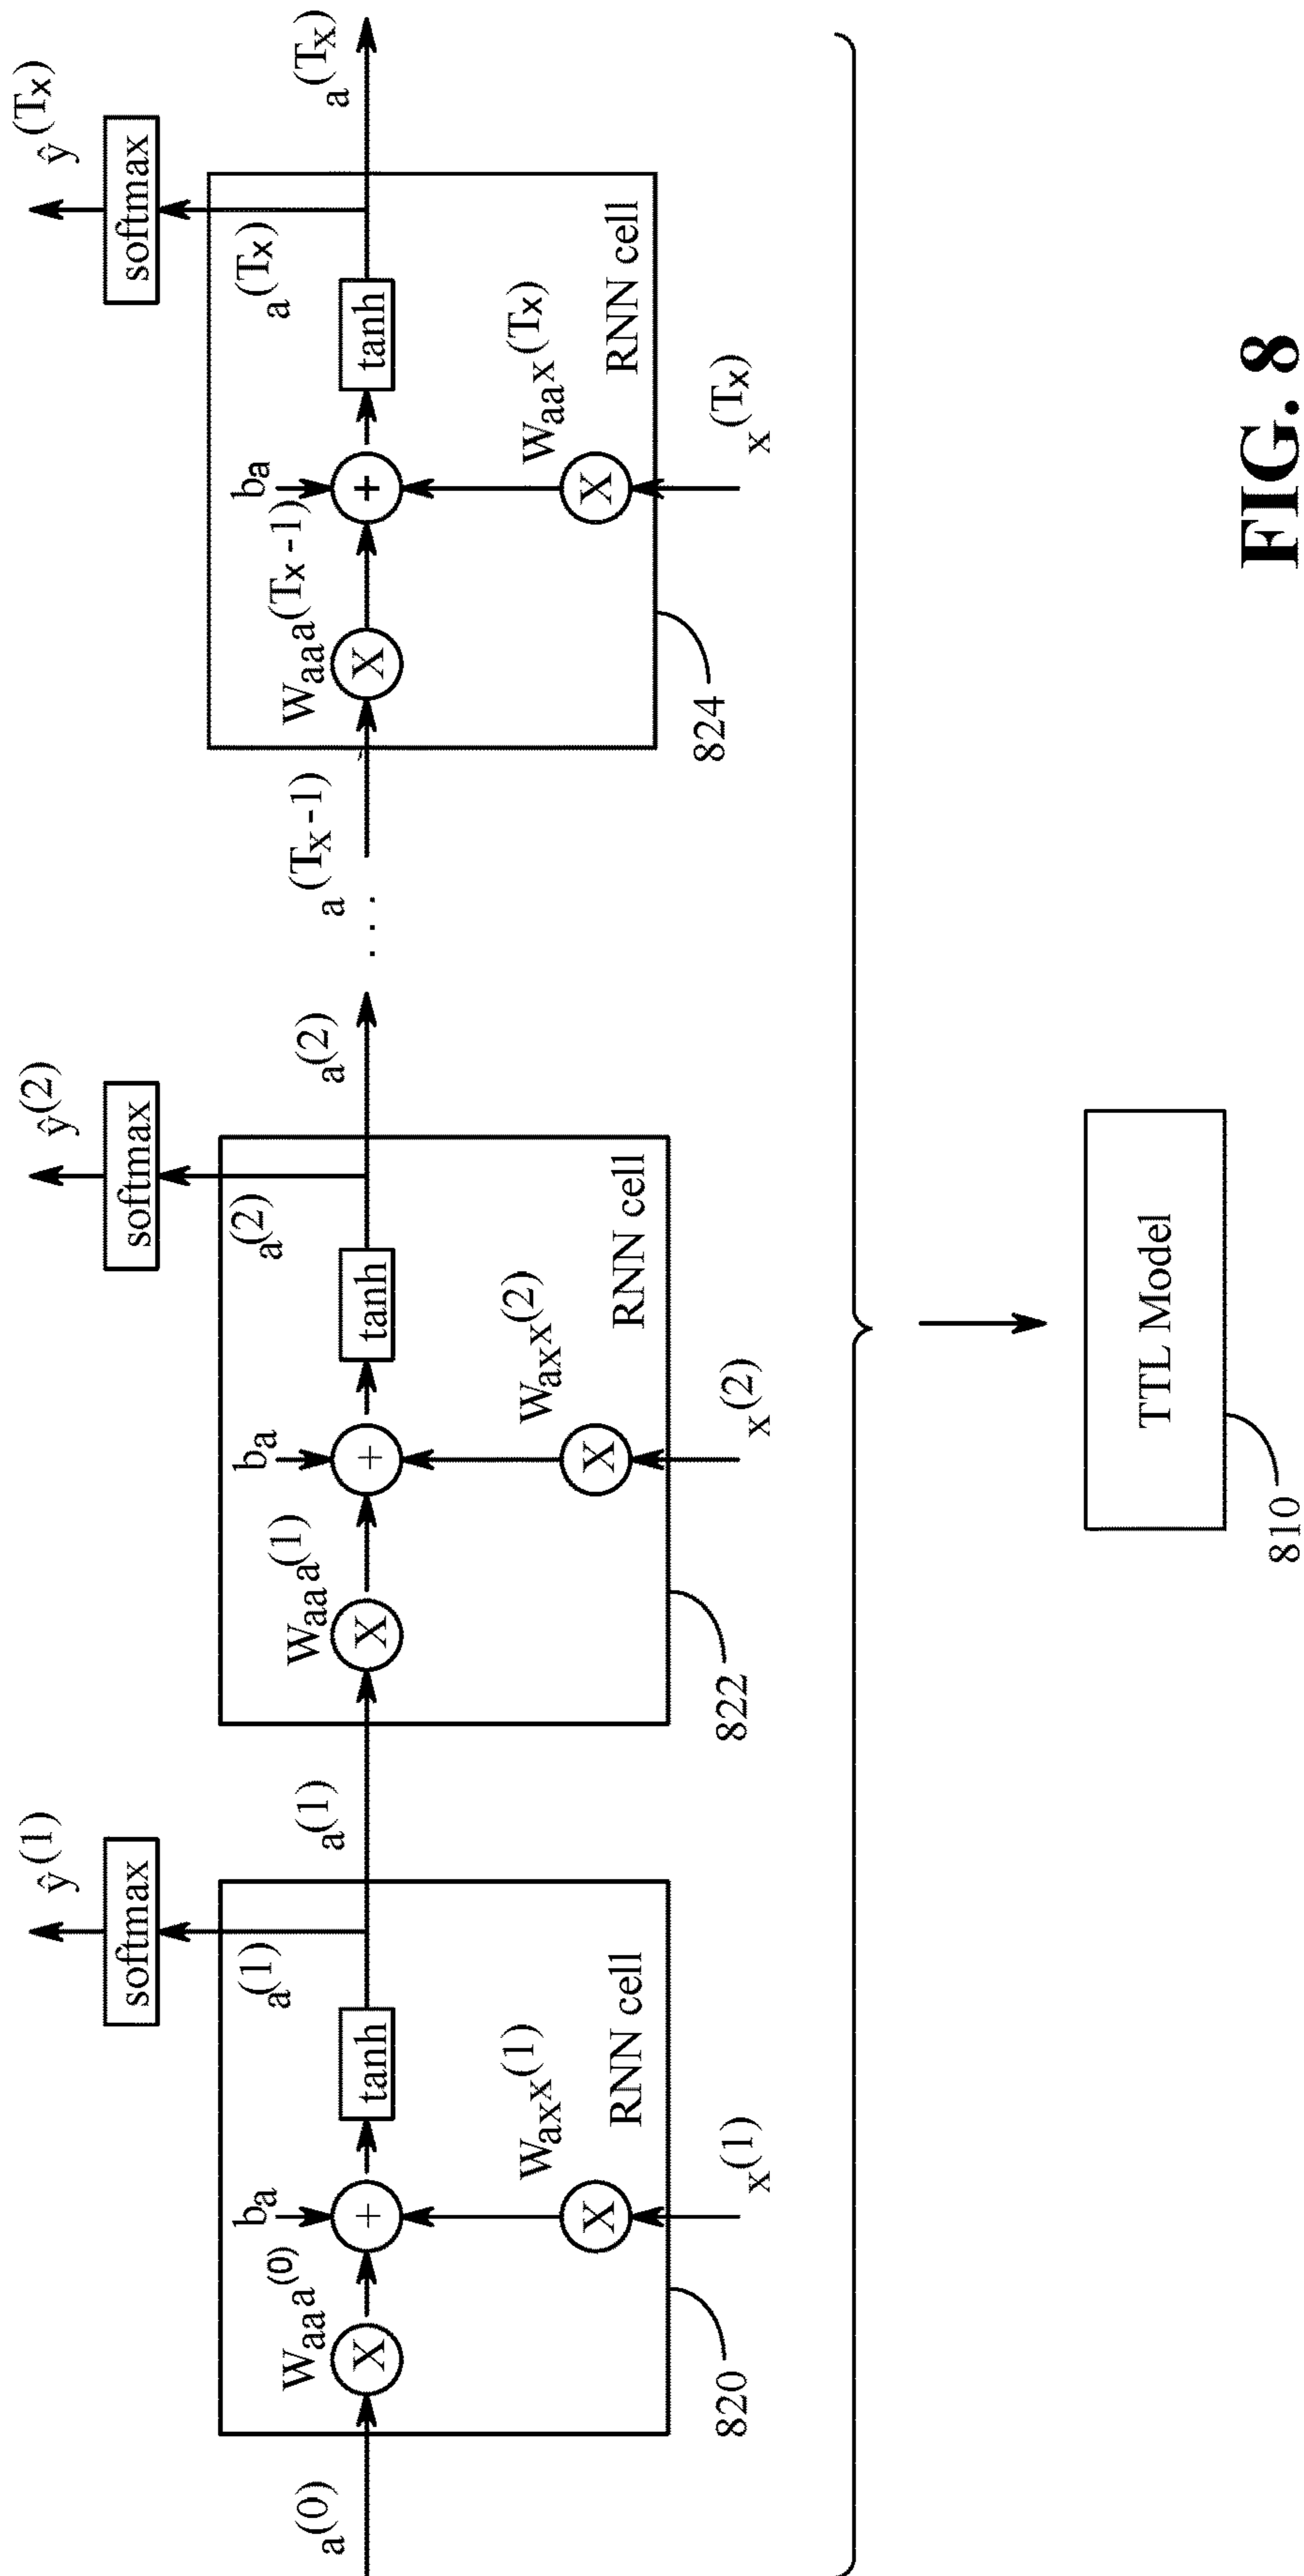 ŷ(1)
softmax
a(0)
Waaa(0)
ba
+
X
tanh
a(1)
a(1)
X
Waxx(1)
RNN cell
x(1)
820
ŷ(2)
softmax
Waaa(1)
ba
+
X
tanh
a(2)
a(2)
X
Waxx(2)
RNN cell
x(2)
822
. . .
ŷ(Tx)
softmax
a(Tx-1)
Waaa(Tx-1)
ba
+
X
tanh
a(Tx)
a(Tx)
X
Waax(Tx)
RNN cell
x(Tx)
824
TTL Model
810
FIG. 8